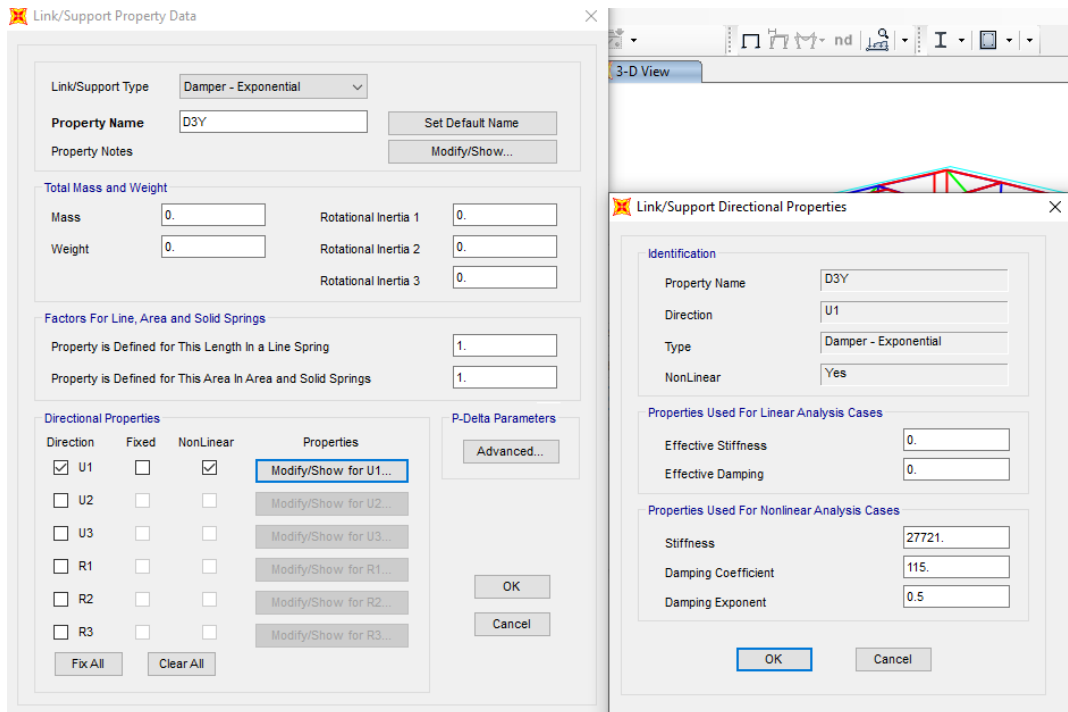 Link/Support Property Data
Link/Support Type Damper - Exponential
Property Name D3Y Set Default Name
Property Notes Modify/Show...
Total Mass and Weight
Mass 0. Rotational Inertia 1 0.
Weight 0. Rotational Inertia 2 0.
Rotational Inertia 3 0.
Factors For Line, Area and Solid Springs
Property is Defined for This Length In a Line Spring 1.
Property is Defined for This Area In Area and Solid Springs 1.
Directional Properties
Direction Fixed NonLinear Properties
U1 Modify/Show for U1...
U2 Modify/Show for U2...
U3 Modify/Show for U3...
R1 Modify/Show for R1...
R2 Modify/Show for R2...
R3 Modify/Show for R3...
Fix All Clear All
P-Delta Parameters
Advanced...
OK
Cancel
nd
3-D View
Link/Support Directional Properties
Identification
Property Name D3Y
Direction U1
Type Damper - Exponential
NonLinear Yes
Properties Used For Linear Analysis Cases
Effective Stiffness 0.
Effective Damping 0.
Properties Used For Nonlinear Analysis Cases
Stiffness 27721.
Damping Coefficient 115.
Damping Exponent 0.5
OK Cancel